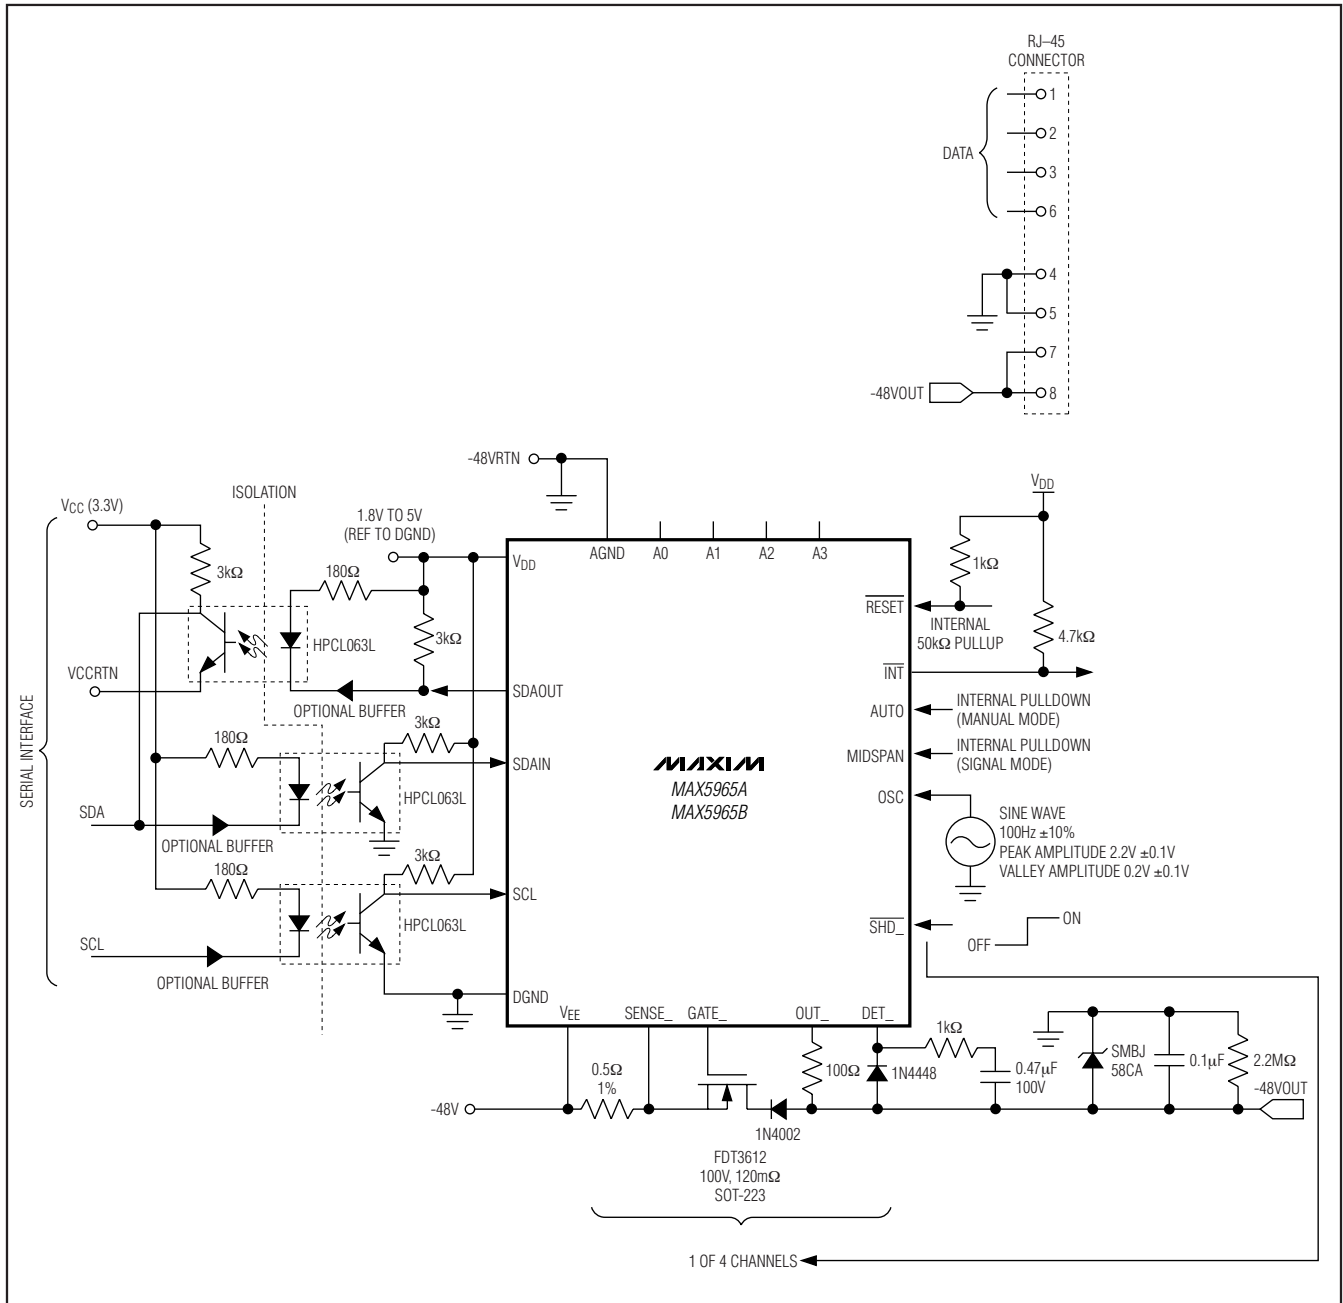 RJ–45
CONNECTOR
1
2
DATA
3
6
4
5
7
-48VOUT
8
-48VRTN
ISOLATION
VCC (3.3V)
1.8V TO 5V
(REF TO DGND)
VDD
3kΩ
180Ω
VDD
AGND
A0
A1
A2
A3
1kΩ
RESET
INTERNAL
50kΩ PULLUP
4.7kΩ
3kΩ
HPCL063L
VCCRTN
SDAOUT
INT
OPTIONAL BUFFER
AUTO
INTERNAL PULLDOWN
(MANUAL MODE)
SERIAL INTERFACE
180Ω
3kΩ
SDAIN
MIDSPAN
INTERNAL PULLDOWN
(SIGNAL MODE)
MAXIM
MAX5965A
MAX5965B
HPCL063L
OSC
SDA
OPTIONAL BUFFER
SINE WAVE
100Hz ±10%
PEAK AMPLITUDE 2.2V ±0.1V
VALLEY AMPLITUDE 0.2V ±0.1V
180Ω
3kΩ
SCL
HPCL063L
SHD_
ON
OFF
SCL
OPTIONAL BUFFER
DGND
VEE
SENSE_
GATE_
OUT_
DET_
1kΩ
0.5Ω
1%
100Ω
1N4448
0.47µF
100V
SMBJ
58CA
0.1µF
2.2MΩ
-48VOUT
-48V
1N4002
FDT3612
100V, 120mΩ
SOT-223
1 OF 4 CHANNELS